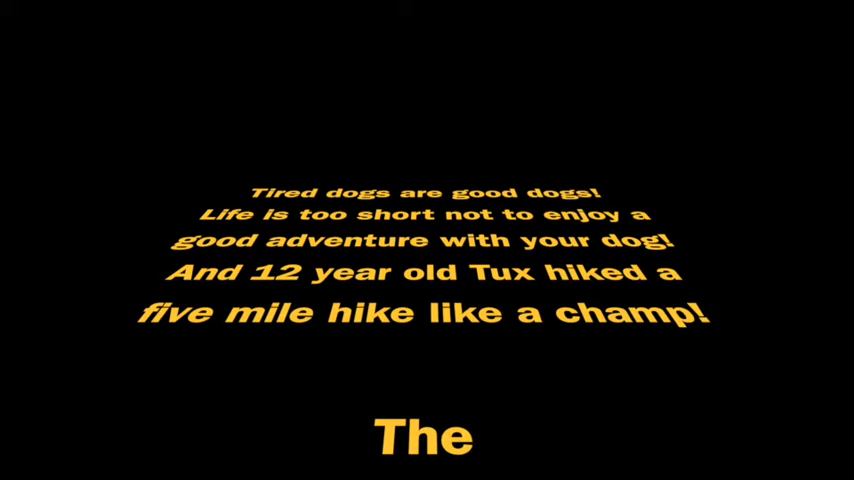 Tired dogs are good dogs!
Life is too short not to enjoy a
good adventure with your dog!
And 12 year old Tux hiked a
five mile hike like a champ!
The